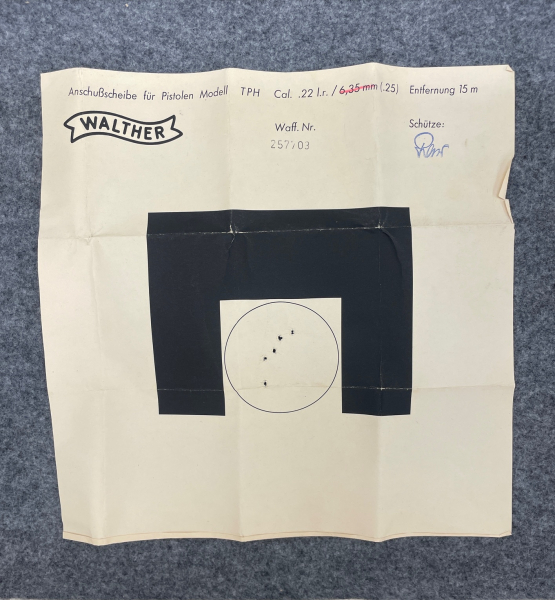 Anschußscheibe für Pistolen Modell TPH Cal. .22 l.r. / 6,35 mm (.25) Entfernung 15 m
WALTHER
Waff. Nr.
257703
Schütze: